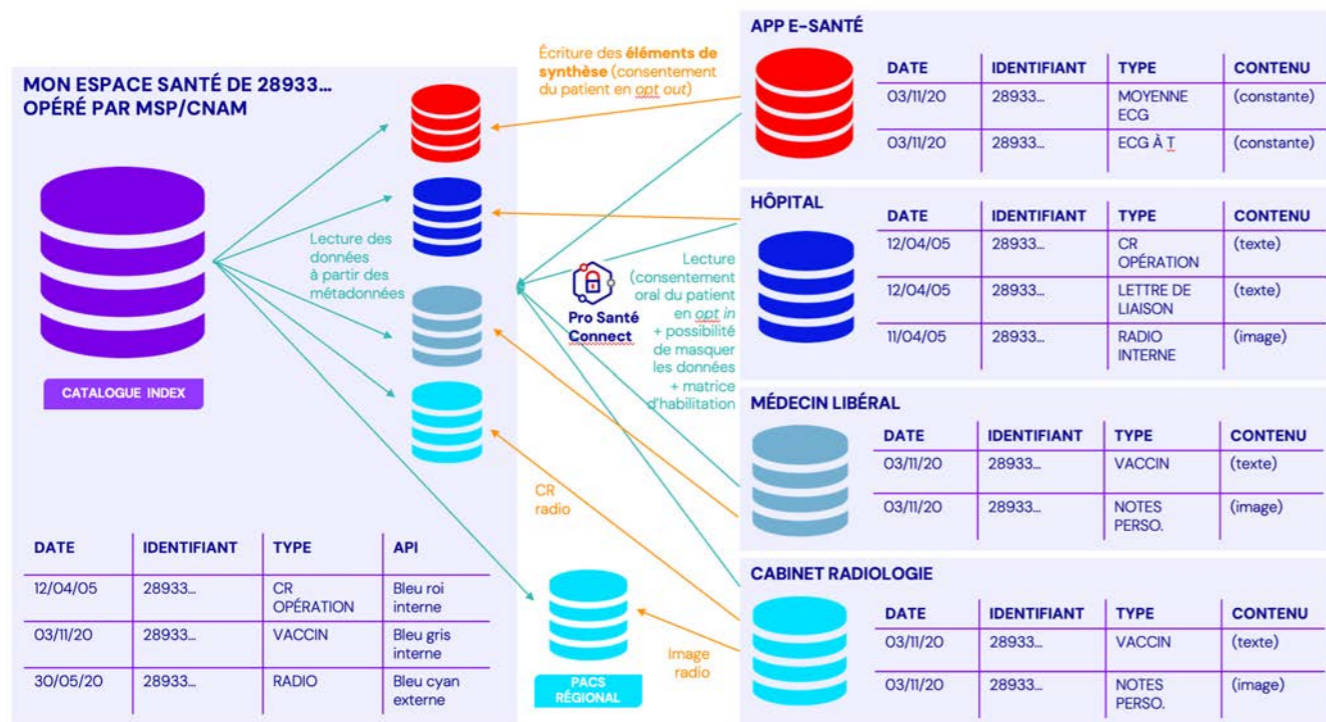 MON ESPACE SANTÉ DE 28933...
OPÉRÉ PAR MSP/CNAM
CATALOGUE INDEX
Lecture des
données
à partir des
métadonnées
DATE IDENTIFIANT TYPE API
12/04/05 28933... CR
OPÉRATION Bleu roi
interne
03/11/20 28933... VACCIN Bleu gris
interne
30/05/20 28933... RADIO Bleu cyan
externe
Écriture des éléments de
synthèse (consentement
du patient en opt out)
Pro Santé
Connect
Lecture
(consentement
oral du patient
en opt in
+ possibilité
de masquer
les données
+ matrice
d'habilitation
CR
radio
Image
radio
PACS
RÉGIONAL
APP E-SANTÉ
DATE IDENTIFIANT TYPE CONTENU
03/11/20 28933... MOYENNE
ECG (constante)
03/11/20 28933... ECG À T (constante)
HÔPITAL
DATE IDENTIFIANT TYPE CONTENU
12/04/05 28933... CR
OPÉRATION (texte)
12/04/05 28933... LETTRE DE
LIAISON (texte)
11/04/05 28933... RADIO
INTERNE (image)
MÉDECIN LIBÉRAL
DATE IDENTIFIANT TYPE CONTENU
03/11/20 28933... VACCIN (texte)
03/11/20 28933... NOTES
PERSO. (image)
CABINET RADIOLOGIE
DATE IDENTIFIANT TYPE CONTENU
03/11/20 28933... VACCIN (texte)
03/11/20 28933... NOTES
PERSO. (image)